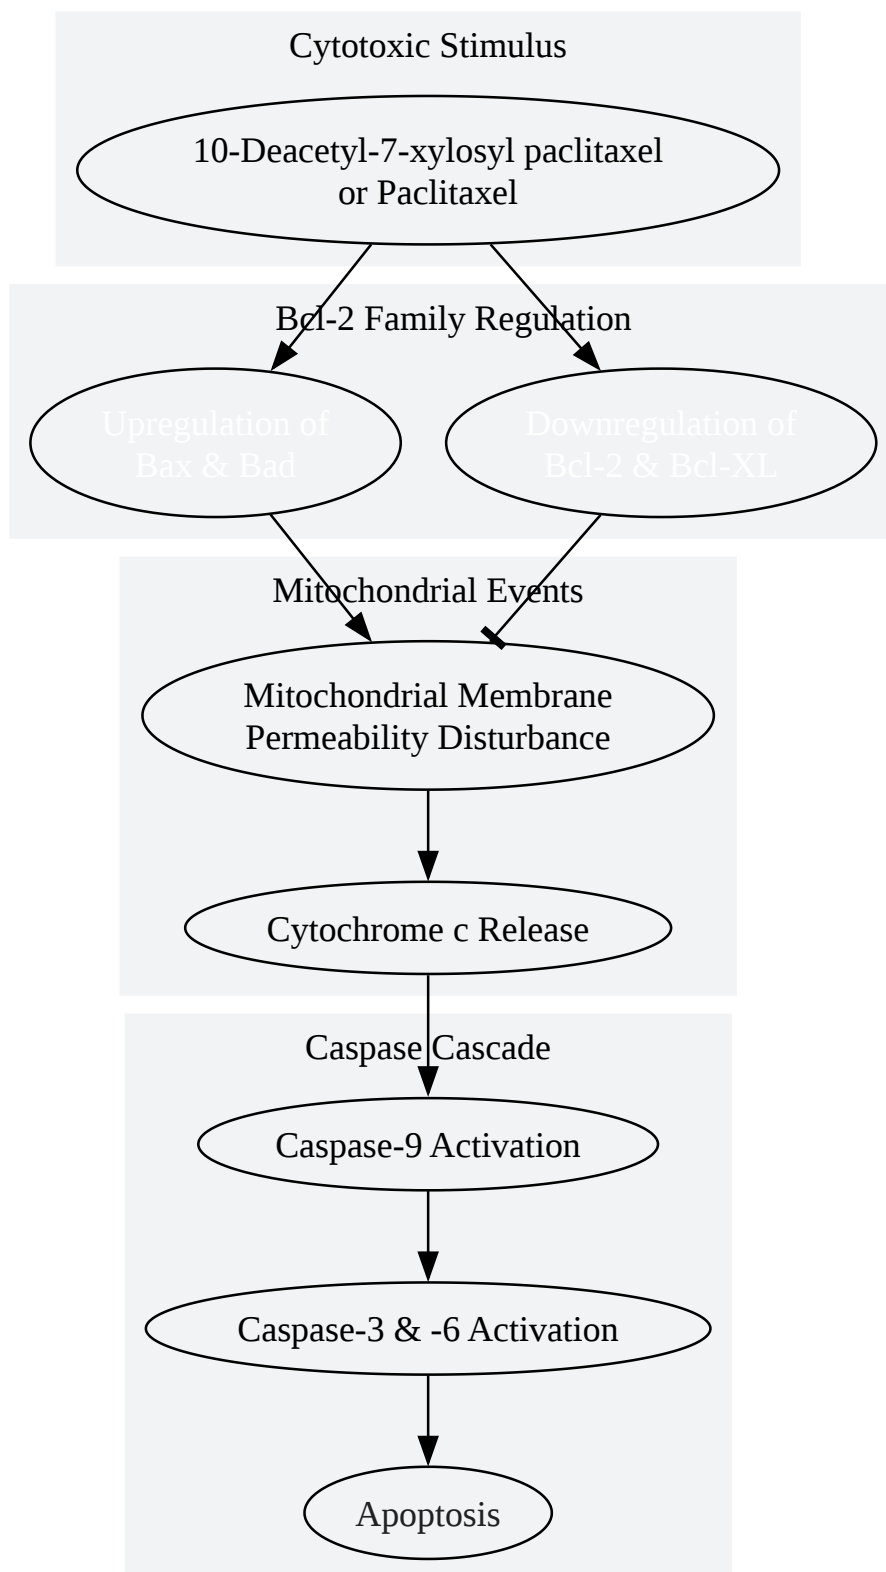 Cytotoxic Stimulus
10-Deacetyl-7-xylosyl paclitaxel
or Paclitaxel
Bcl-2 Family Regulation
Upregulation of
Bax & Bad
Downregulation of
Bcl-2 & Bcl-XL
Mitochondrial Events
Mitochondrial Membrane
Permeability Disturbance
Cytochrome c Release
Caspase Cascade
Caspase-9 Activation
Caspase-3 & -6 Activation
Apoptosis